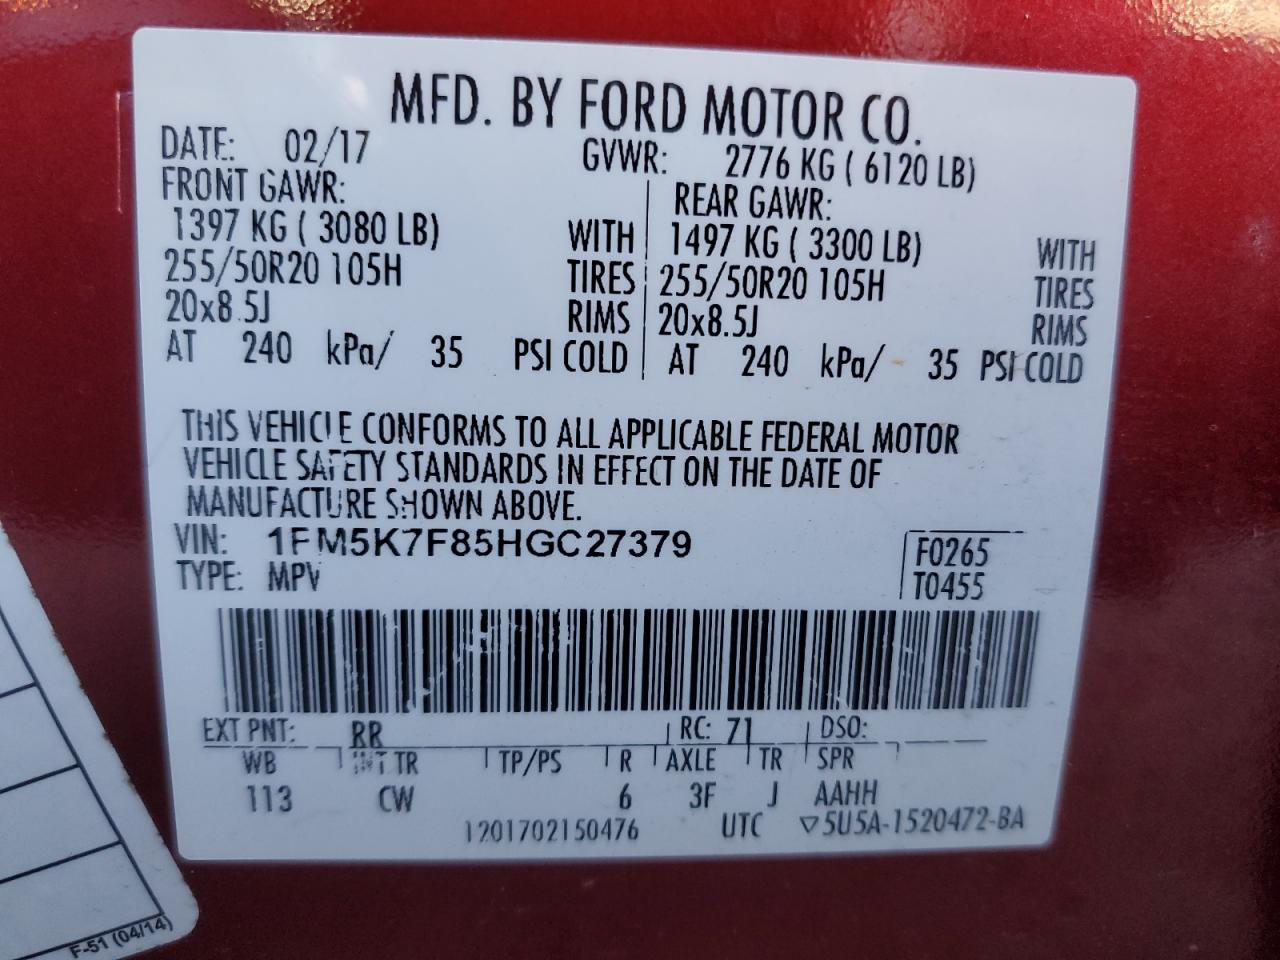 MFD. BY FORD MOTOR CO.
DATE: 02/17 GVWR: 2776 KG ( 6120 LB)
FRONT GAWR: REAR GAWR:
1397 KG ( 3080 LB) WITH 1497 KG ( 3300 LB) WITH
255/50R20 105H TIRES 255/50R20 105H TIRES
20x8.5J RIMS 20x8.5J RIMS
AT 240 kPa/ 35 PSI COLD AT 240 kPa/ 35 PSI COLD
THIS VEHICLE CONFORMS TO ALL APPLICABLE FEDERAL MOTOR
VEHICLE SAFETY STANDARDS IN EFFECT ON THE DATE OF
MANUFACTURE SHOWN ABOVE.
VIN: 1FM5K7F85HGC27379 F0265
TYPE: MPV T0455
EXT PNT: RR RC: 71 DSO:
WB INT TR TP/PS R AXLE TR SPR
113 CW 6 3F J AAHH
1201702150476 UTC ▽5U5A-1520472-BA
F-51 (04/14)